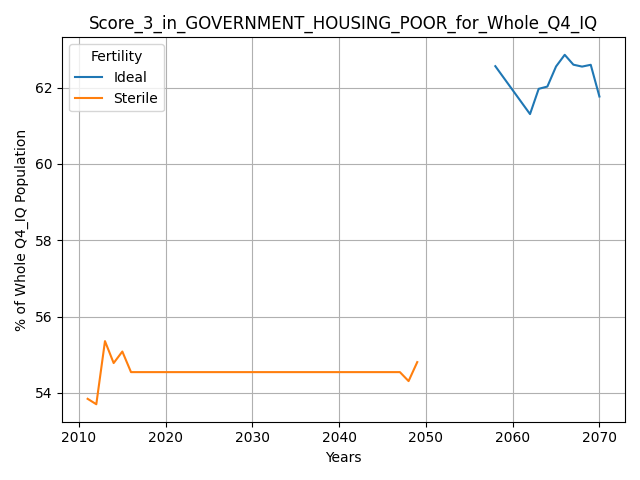 Score_3_in_GOVERNMENT_HOUSING_POOR_for_Whole_Q4_IQ
Fertility
Ideal
Sterile
% of Whole Q4_IQ Population
62
60
58
56
54
2010 2020 2030 2040 2050 2060 2070
Years